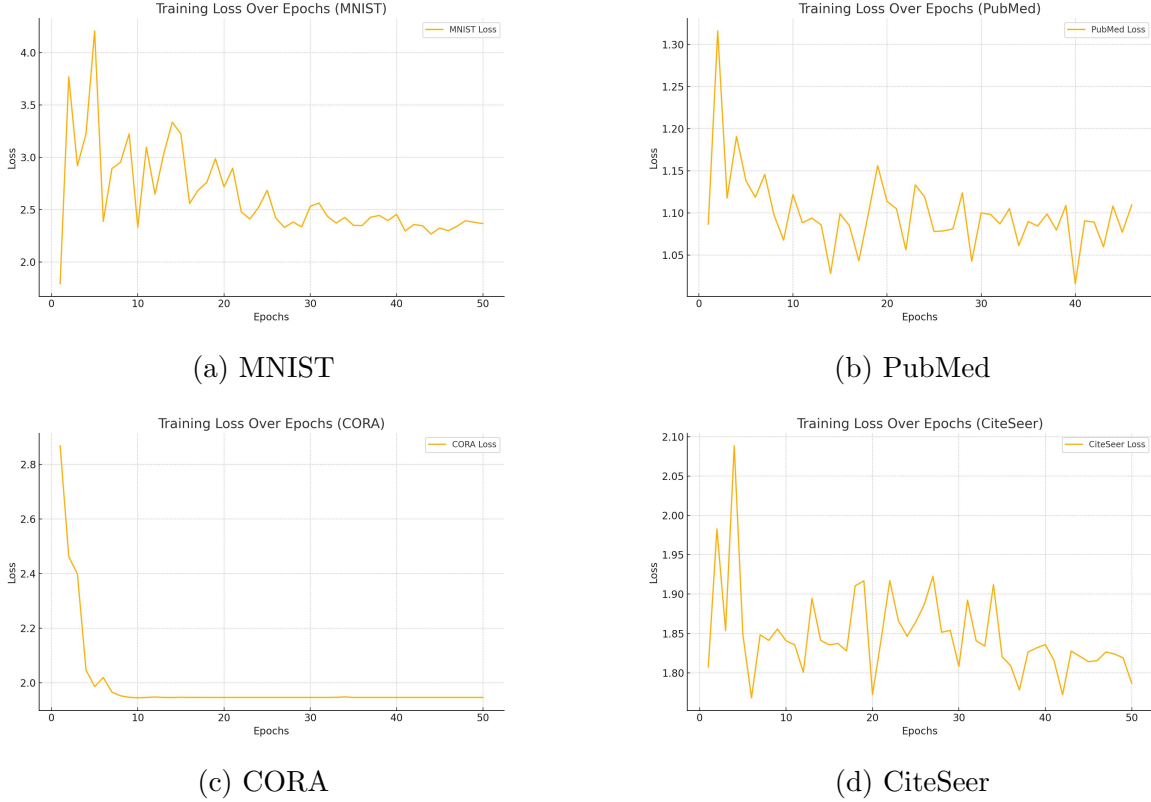 Training Loss Over Epochs (MNIST)
MNIST Loss
4.0
3.5
3.0
2.5
2.0
Loss
0 10 20 30 40 50
Epochs
(a) MNIST
Training Loss Over Epochs (PubMed)
PubMed Loss
1.30
1.25
1.20
1.15
1.10
1.05
Loss
0 10 20 30 40
Epochs
(b) PubMed
Training Loss Over Epochs (CORA)
CORA Loss
2.8
2.6
2.4
2.2
2.0
Loss
0 10 20 30 40 50
Epochs
(c) CORA
Training Loss Over Epochs (CiteSeer)
CiteSeer Loss
2.10
2.05
2.00
1.95
1.90
1.85
1.80
Loss
0 10 20 30 40 50
Epochs
(d) CiteSeer